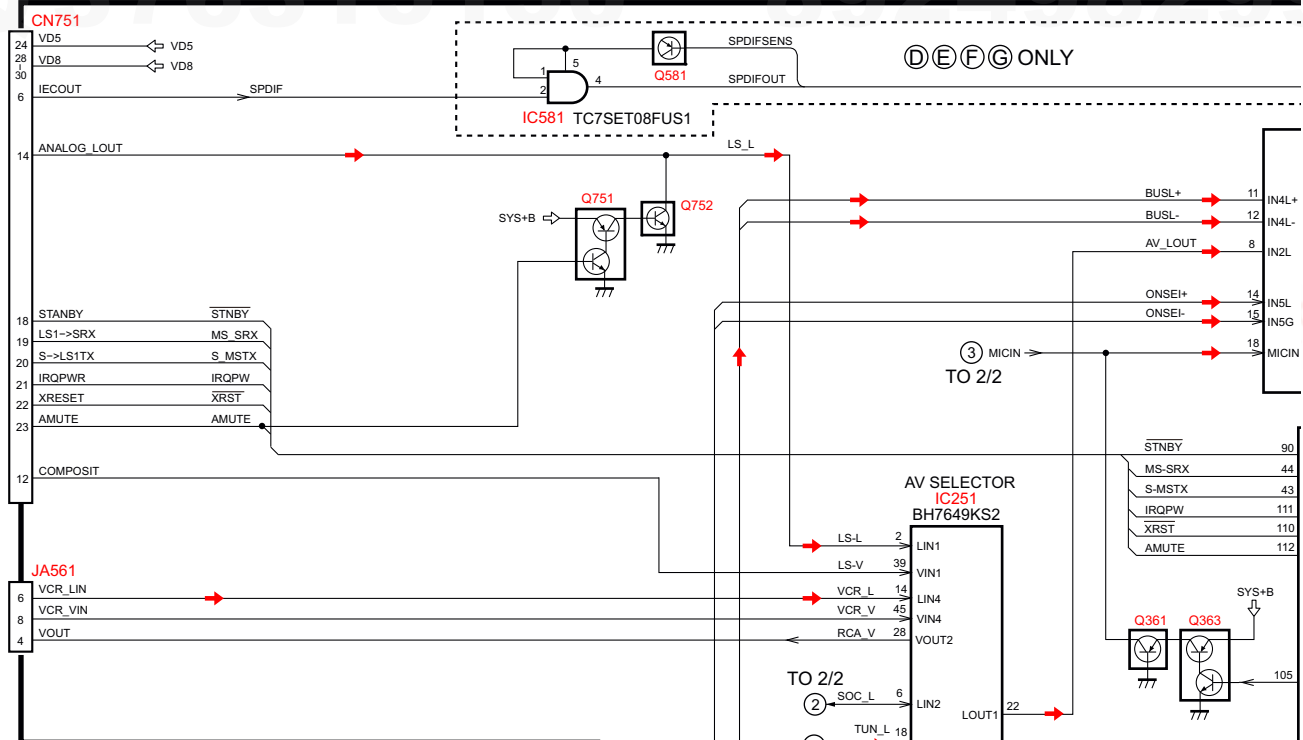 CN751
24 VD5 VD5
28
-
30 VD8 VD8
6 IECOUT SPDIF
1
2
5
4
Q581
SPDIFSENS
SPDIFOUT
IC581 TC7SET08FUS1
D E F G ONLY
14 ANALOG_LOUT
LS_L
Q751
SYS+B
Q752
BUSL+ 11 IN4L+
BUSL- 12 IN4L-
AV_LOUT 8 IN2L
ONSEI+ 14 IN5L
ONSEI- 15 IN5G
3 MICIN 18 MICIN
TO 2/2
18 STANBY STNBY
19 LS1->SRX MS_SRX
20 S->LS1TX S_MSTX
21 IRQPWR IRQPW
22 XRESET XRST
23 AMUTE AMUTE
12 COMPOSIT
STNBY 90
MS-SRX 44
S-MSTX 43
IRQPW 111
XRST 110
AMUTE 112
AV SELECTOR
IC251
BH7649KS2
LS-L 2 LIN1
LS-V 39 VIN1
JA561
6 VCR_LIN VCR_L 14 LIN4
8 VCR_VIN VCR_V 45 VIN4
4 VOUT RCA_V 28 VOUT2
SYS+B
Q361 Q363
105
TO 2/2
2 SOC_L 6 LIN2
LOUT1 22
TUN_L 18